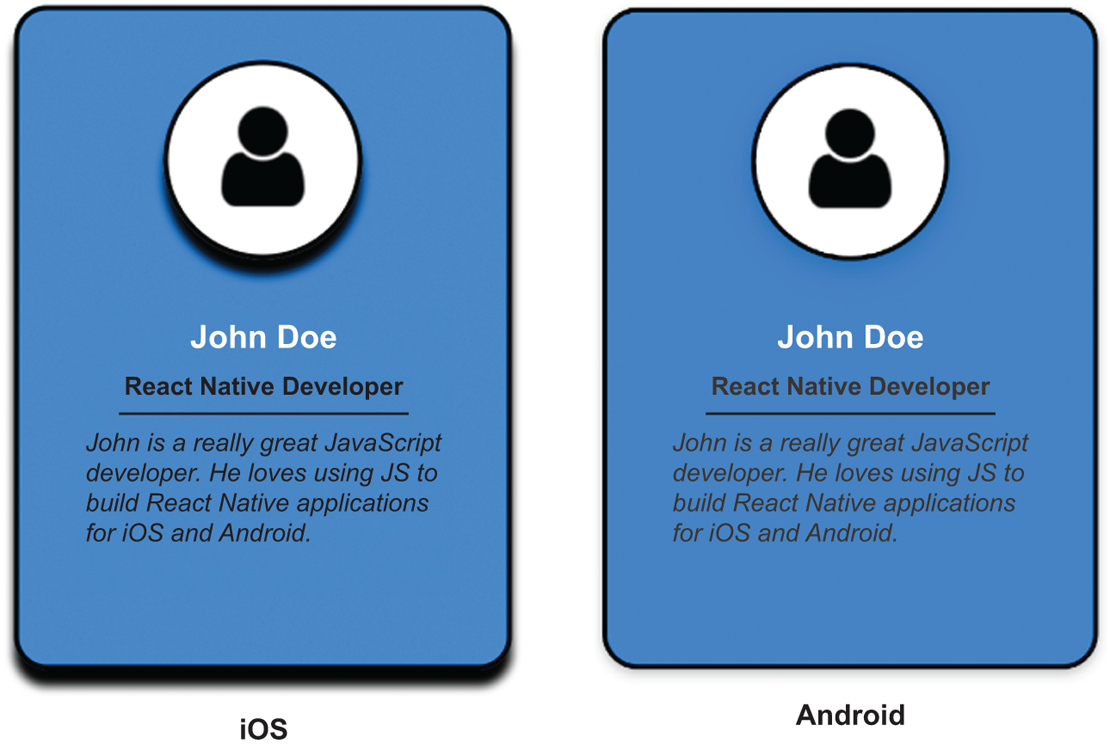 John Doe
React Native Developer
John is a really great JavaScript
developer. He loves using JS to
build React Native applications
for iOS and Android.
iOS
John Doe
React Native Developer
John is a really great JavaScript
developer. He loves using JS to
build React Native applications
for iOS and Android.
Android